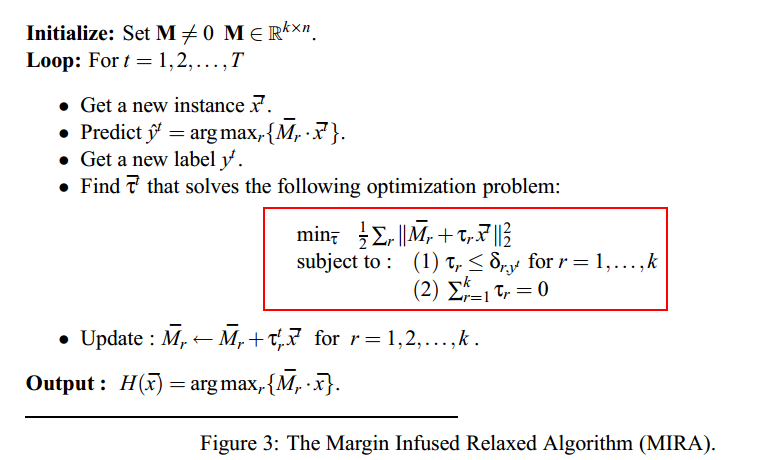 Initialize: Set M ≠ 0 M ∈ ℝ^{k×n}.
Loop: For t = 1,2,...,T
• Get a new instance x̄^t.
• Predict ŷ^t = arg max_r{M̄_r · x̄^t}.
• Get a new label y^t.
• Find τ̄^t that solves the following optimization problem:
min_τ̄ ½ ∑_r ‖M̄_r + τ_r x̄^t‖₂²
subject to : (1) τ_r ≤ δ_{r,y^t} for r = 1,...,k
(2) ∑_{r=1}^k τ_r = 0
• Update : M̄_r ← M̄_r + τ_r^t x̄^t for r = 1,2,...,k .
Output : H(x̄) = arg max_r{M̄_r · x̄}.
Figure 3: The Margin Infused Relaxed Algorithm (MIRA).